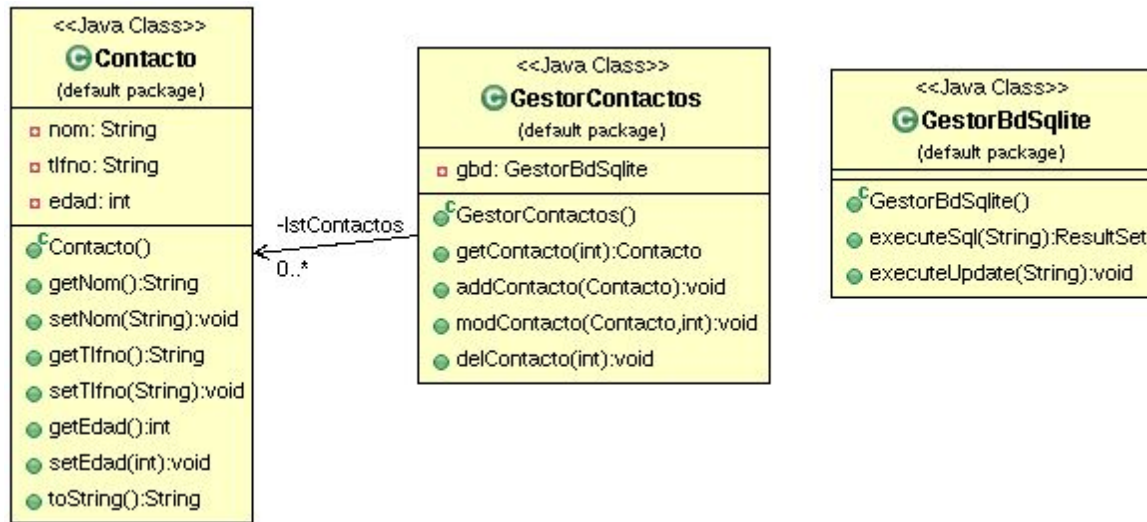 <<Java Class>>
C Contacto
(default package)
nom: String
tlfno: String
edad: int
C Contacto()
getNom():String
setNom(String):void
getTlfno():String
setTlfno(String):void
getEdad():int
setEdad(int):void
toString():String
-lstContactos
0..*
<<Java Class>>
C GestorContactos
(default package)
gbd: GestorBdSqlite
C GestorContactos()
getContacto(int):Contacto
addContacto(Contacto):void
modContacto(Contacto,int):void
delContacto(int):void
<<Java Class>>
C GestorBdSqlite
(default package)
C GestorBdSqlite()
executeSql(String):ResultSet
executeUpdate(String):void